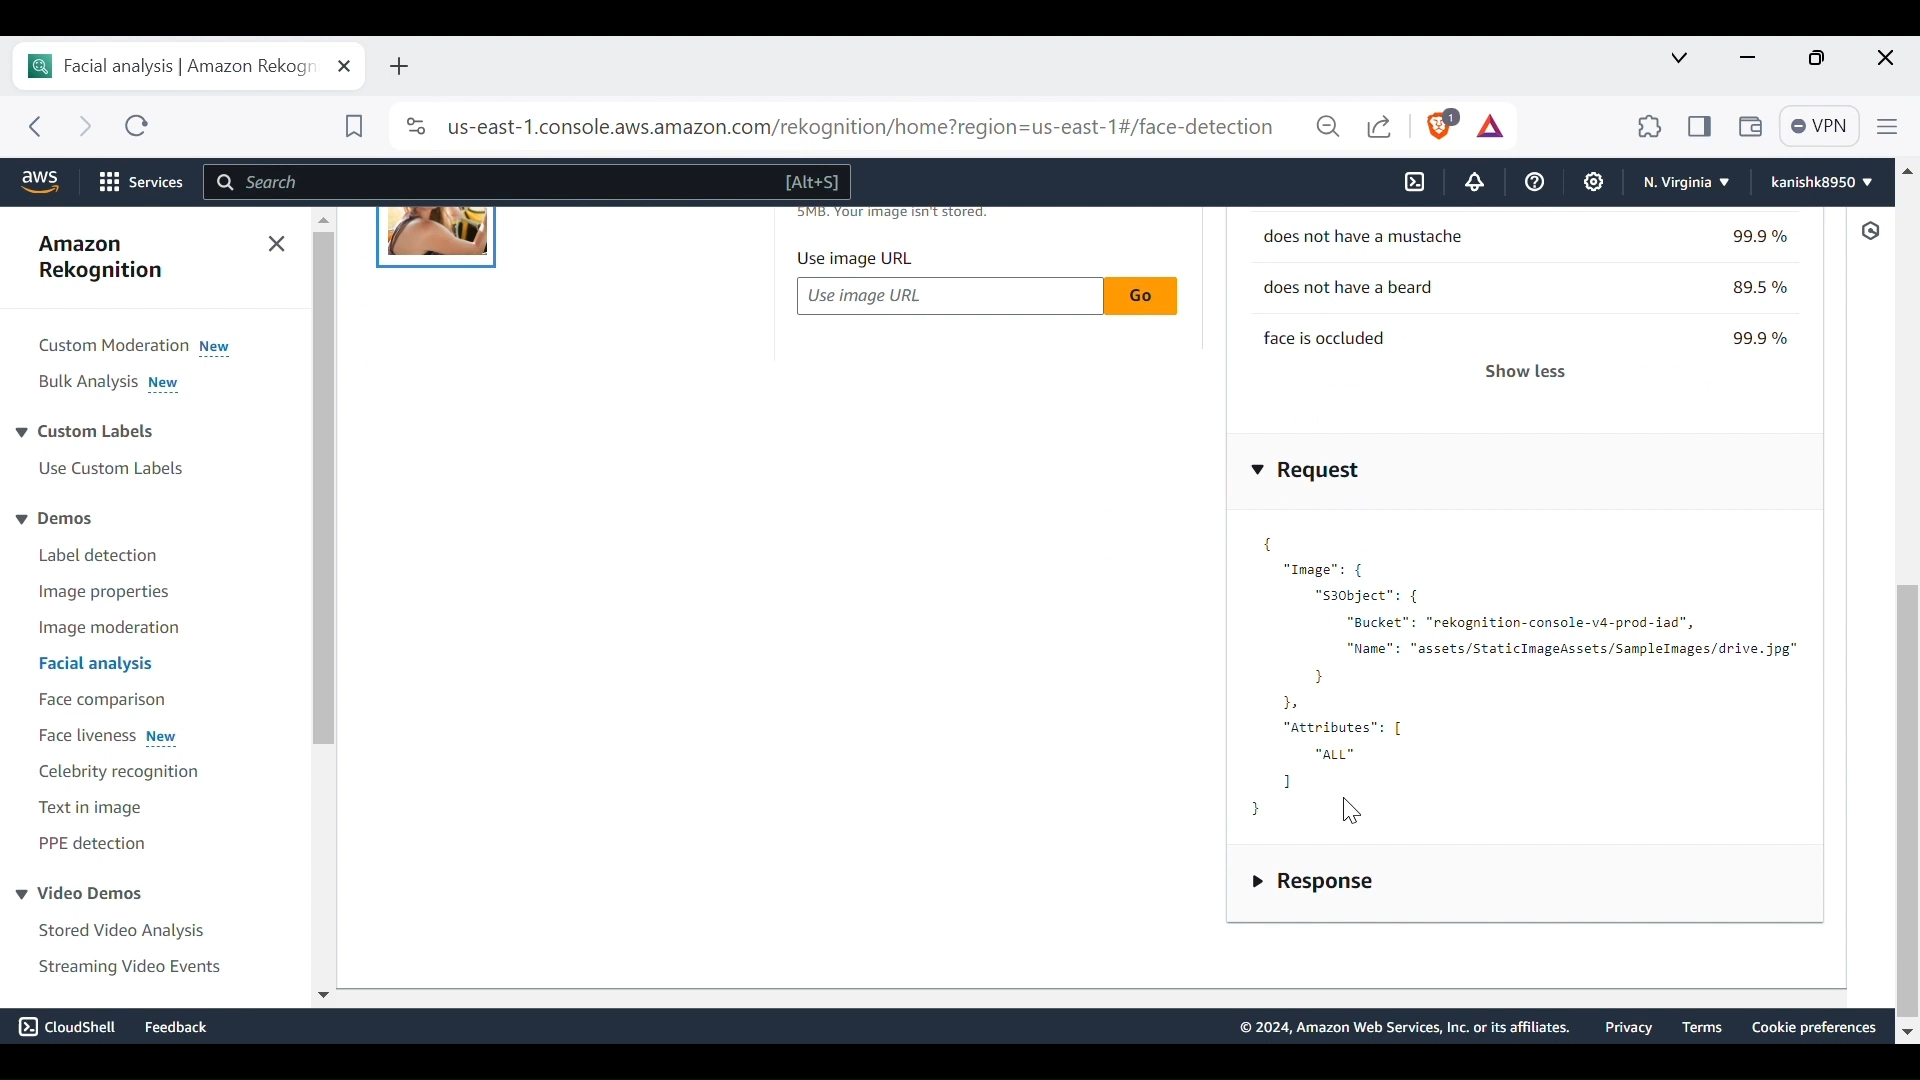 Facial analysis | Amazon Rekogn
us-east-1.console.aws.amazon.com/rekognition/home?region=us-east-1#/face-detection
1
VPN
aws
Services
Search
[Alt+S]
N. Virginia
kanishk8950
Amazon
Rekognition
Custom Moderation New
Bulk Analysis New
Custom Labels
Use Custom Labels
Demos
Label detection
Image properties
Image moderation
Facial analysis
Face comparison
Face liveness New
Celebrity recognition
Text in image
PPE detection
Video Demos
Stored Video Analysis
Streaming Video Events
5MB. Your image isn't stored.
Use image URL
Use image URL
Go
does not have a mustache 99.9 %
does not have a beard 89.5 %
face is occluded 99.9 %
Show less
Request
{
"Image": {
"S3Object": {
"Bucket": "rekognition-console-v4-prod-iad",
"Name": "assets/StaticImageAssets/SampleImages/drive.jpg"
}
},
"Attributes": [
"ALL"
]
}
Response
CloudShell
Feedback
© 2024, Amazon Web Services, Inc. or its affiliates.
Privacy
Terms
Cookie preferences